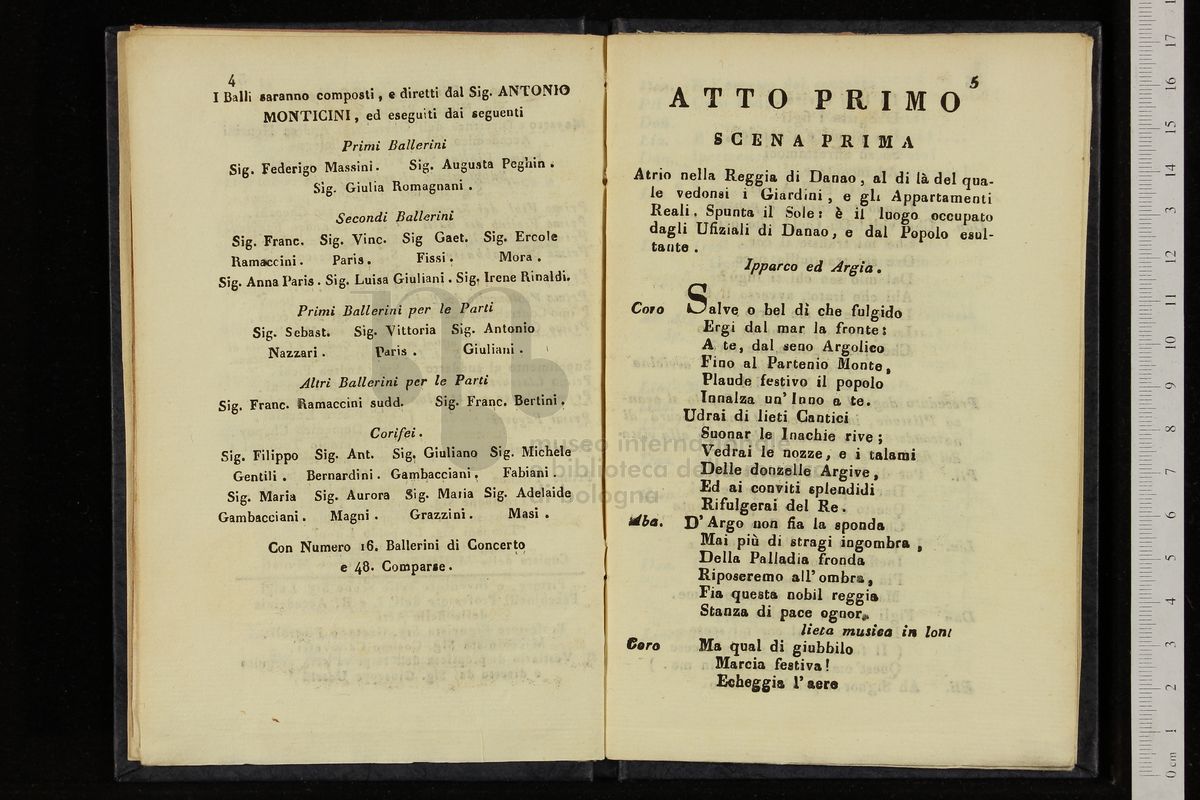 4
I Balli saranno composti, e diretti dal Sig. ANTONIO
MONTICINI, ed eseguiti dai seguenti
Primi Ballerini
Sig. Federigo Massini. Sig. Augusta Peghin.
Sig. Giulia Romagnani.
Secondi Ballerini
Sig. Franc. Sig. Vinc. Sig Gaet. Sig. Ercole
Ramaccini. Paris. Fissi. Mora.
Sig. Anna Paris. Sig. Luisa Giuliani. Sig. Irene Rinaldi.
Primi Ballerini per le Parti
Sig. Sebast. Sig. Vittoria Sig. Antonio
Nazzari. Paris. Giuliani.
Altri Ballerini per le Parti
Sig. Franc. Ramaccini sudd. Sig. Franc. Bertini.
Corifei.
Sig. Filippo Sig. Ant. Sig. Giuliano Sig. Michele
Gentili. Bernardini. Gambacciani. Fabiani.
Sig. Maria Sig. Aurora Sig. Maria Sig. Adelaide
Gambacciani. Magni. Grazzini. Masi.
Con Numero 16. Ballerini di Concerto
e 48. Comparse.
5
ATTO PRIMO
SCENA PRIMA
Atrio nella Reggia di Danao, al di là del qua-
le vedonsi i Giardini, e gli Appartamenti
Reali. Spunta il Sole: è il luogo occupato
dagli Ufiziali di Danao, e dal Popolo esul-
tante.
Ipparco ed Argia.
Coro Salve o bel dì che fulgido
Ergi dal mar la fronte:
A te, dal seno Argolico
Fino al Partenio Monte,
Plaude festivo il popolo
Innalza un' Inno a te.
Udrai di lieti Cantici
Suonar le Inachie rive;
Vedrai le nozze, e i talami
Delle donzelle Argive,
Ed ai conviti splendidi
Rifulgerai del Re.
Aba. D' Argo non fia la sponda
Mai più di stragi ingombra,
Della Palladia fronda
Riposeremo all' ombra,
Fia questa nobil reggia
Stanza di pace ognor.
lieta musica in lont
Coro Ma qual di giubbilo
Marcia festiva!
Echeggia l' aere
museo internazionale
biblioteca de
di bologna